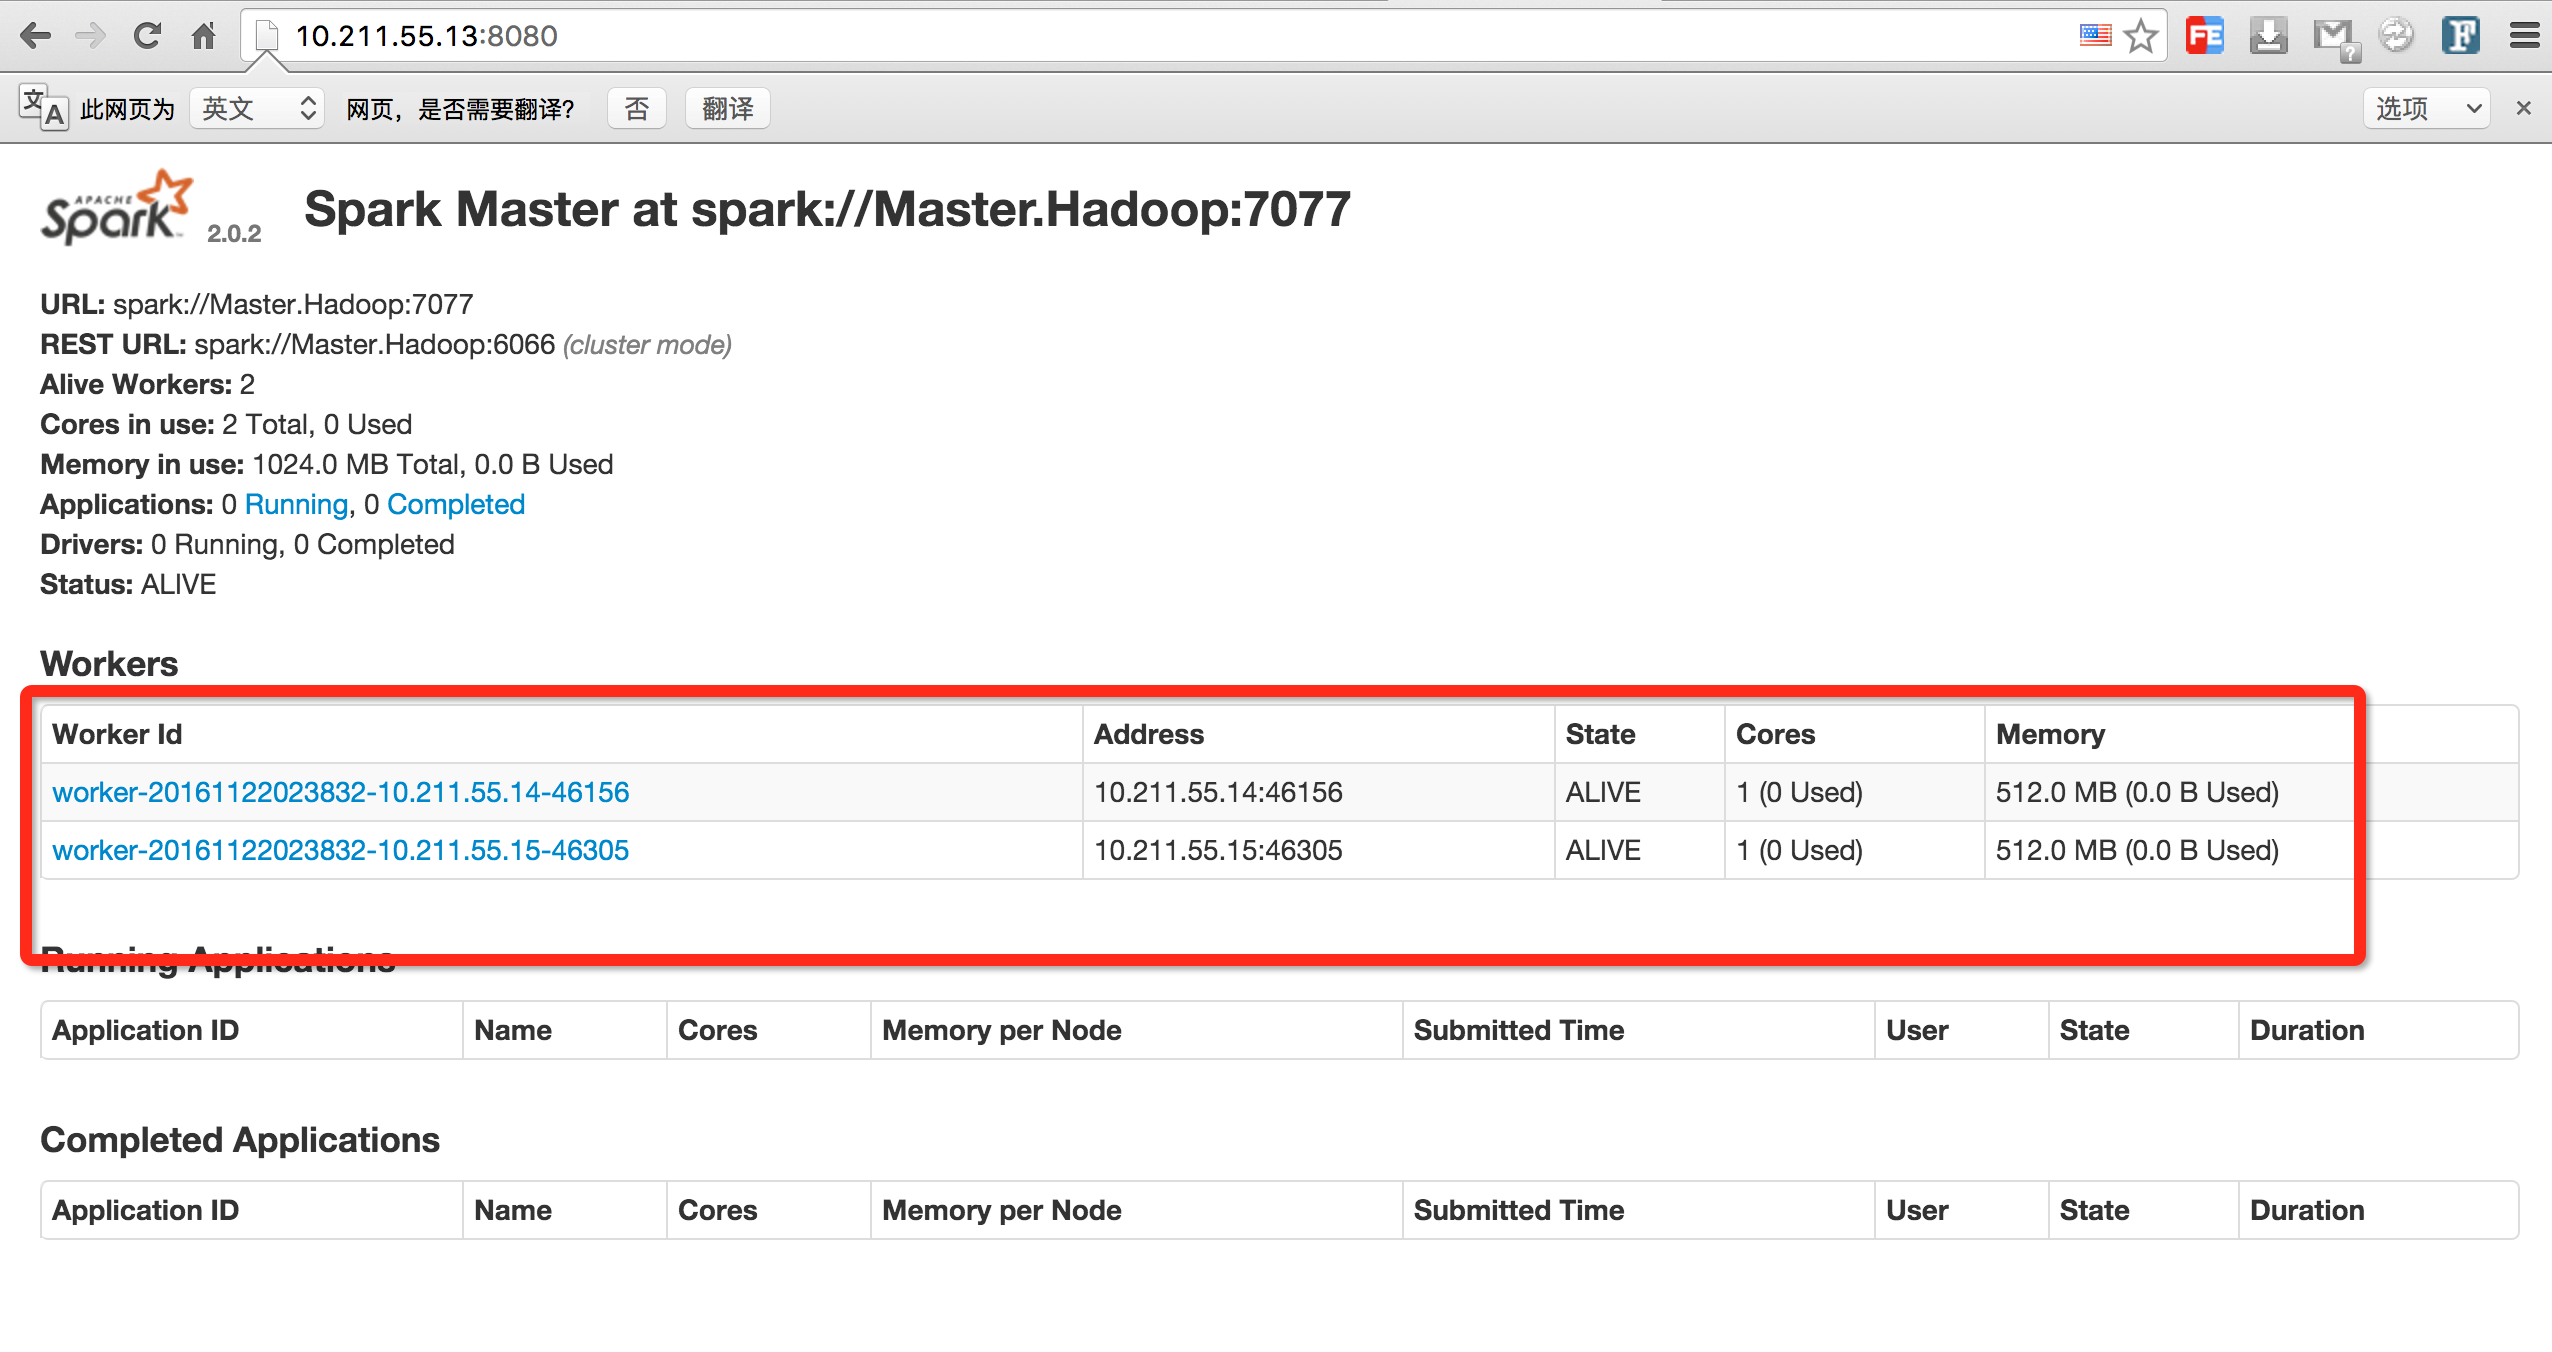 10.211.55.13:8080
此网页为 英文 网页，是否需要翻译? 否 翻译 选项
APACHE Spark 2.0.2 Spark Master at spark://Master.Hadoop:7077
URL: spark://Master.Hadoop:7077
REST URL: spark://Master.Hadoop:6066 (cluster mode)
Alive Workers: 2
Cores in use: 2 Total, 0 Used
Memory in use: 1024.0 MB Total, 0.0 B Used
Applications: 0 Running, 0 Completed
Drivers: 0 Running, 0 Completed
Status: ALIVE
Workers
Worker Id Address State Cores Memory
worker-20161122023832-10.211.55.14-46156 10.211.55.14:46156 ALIVE 1 (0 Used) 512.0 MB (0.0 B Used)
worker-20161122023832-10.211.55.15-46305 10.211.55.15:46305 ALIVE 1 (0 Used) 512.0 MB (0.0 B Used)
Running Applications
Application ID Name Cores Memory per Node Submitted Time User State Duration
Completed Applications
Application ID Name Cores Memory per Node Submitted Time User State Duration